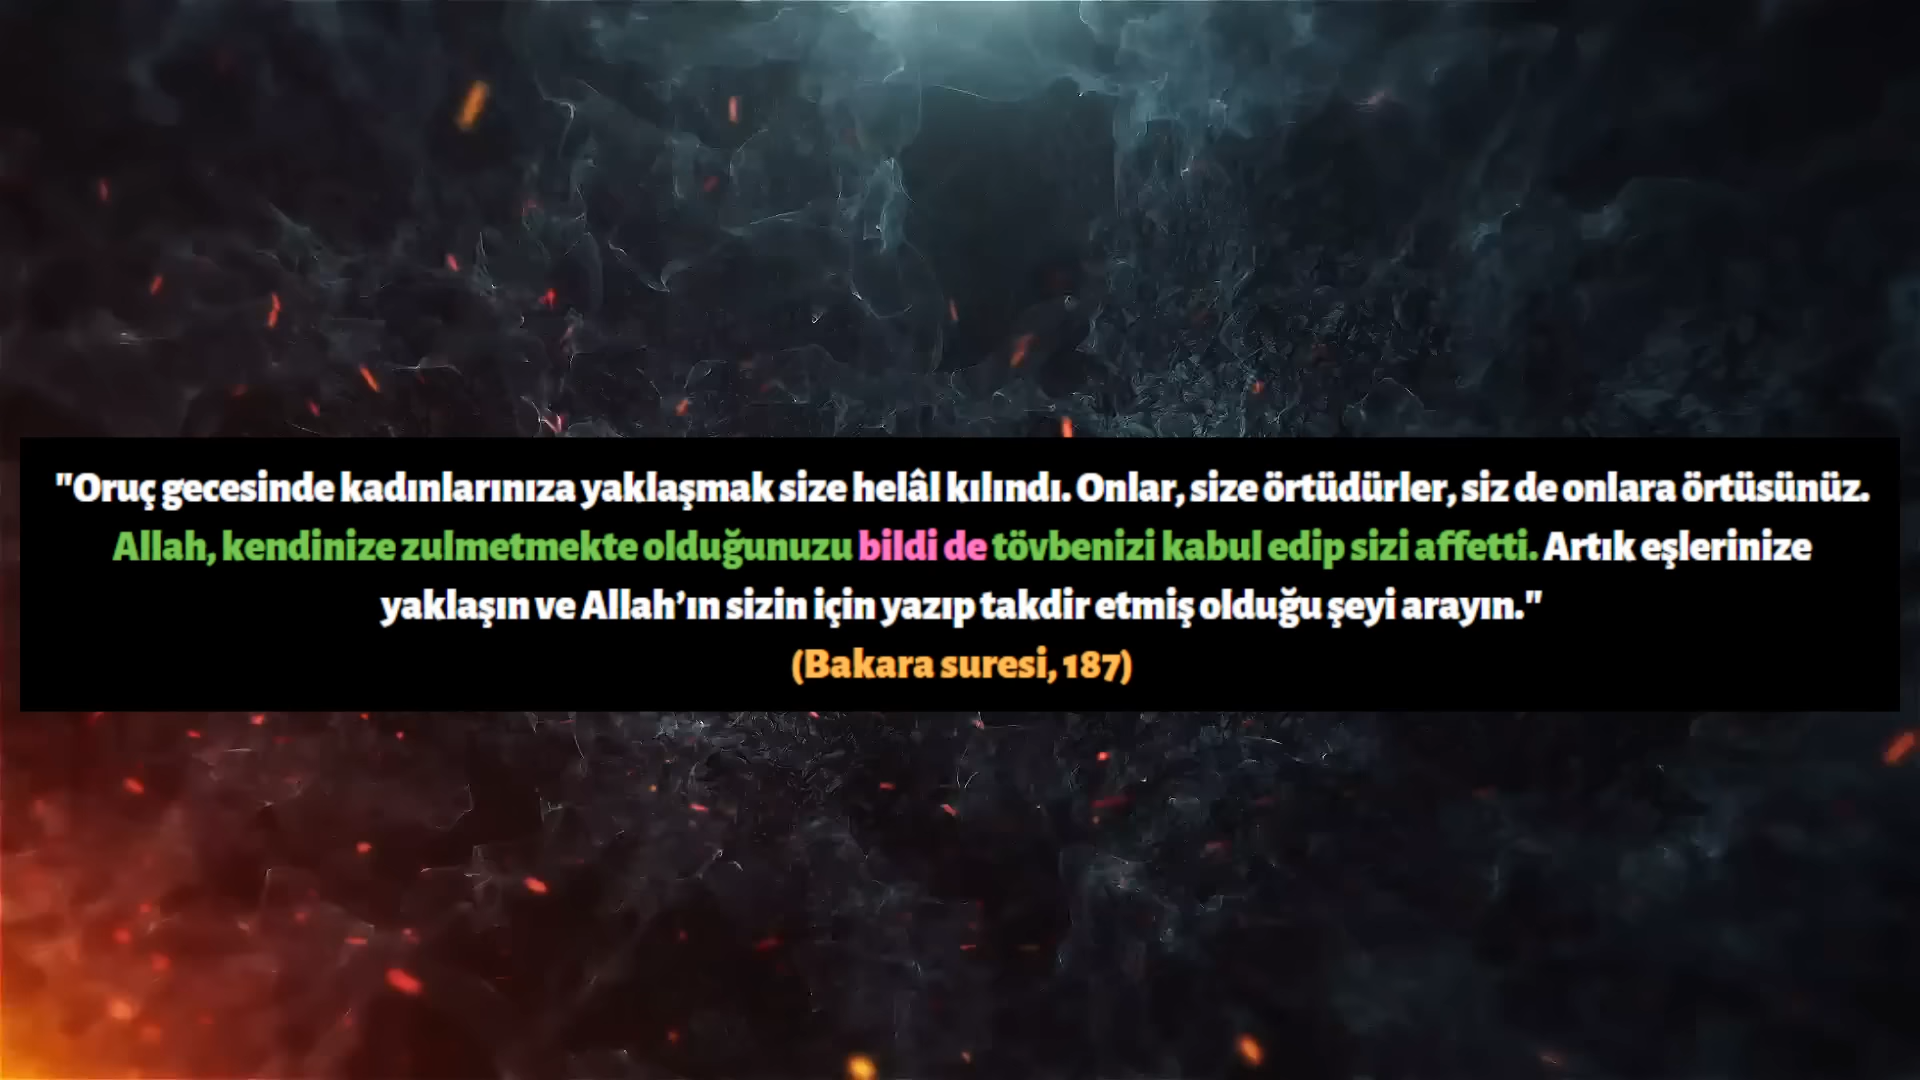 "Oruç gecesinde kadınlarınıza yaklaşmak size helâl kılındı. Onlar, size örtüdürler, siz de onlara örtüsünüz.
Allah, kendinize zulmetmekte olduğunuzu bildi de tövbenizi kabul edip sizi affetti. Artık eşlerinize
yaklaşın ve Allah’ın sizin için yazıp takdir etmiş olduğu şeyi arayın."
(Bakara suresi, 187)